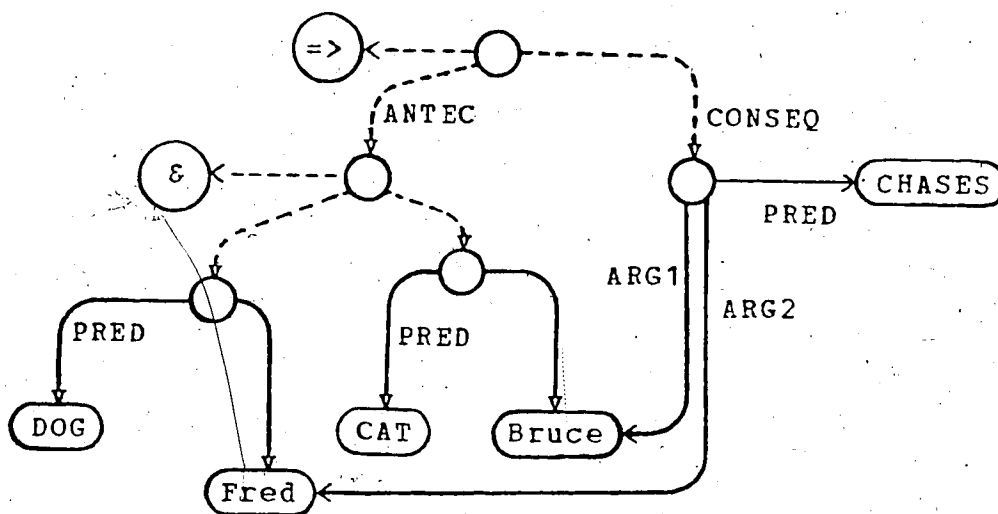 =>
ANTEC
CONSEQ
&
CHASES
PRED
ARG1
ARG2
PRED
PRED
DOG
CAT
Bruce
Fred